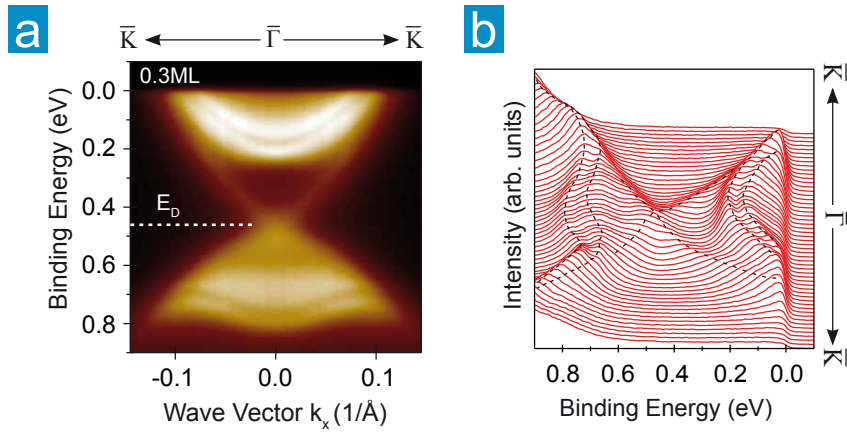 a
K̅ Γ̅ K̅
0.3ML
E_D
0.0
0.2
0.4
0.6
0.8
Binding Energy (eV)
-0.1 0.0 0.1
Wave Vector kₓ (1/Å)
b
Intensity (arb. units)
0.8 0.6 0.4 0.2 0.0
Binding Energy (eV)
K̅
Γ̅
K̅